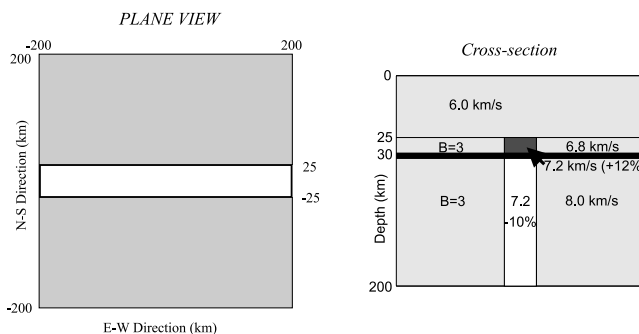 PLANE VIEW
-200
200
200
25
-25
-200
N-S Direction (km)
E-W Direction (km)
Cross-section
0
6.0 km/s
25
B=3
6.8 km/s
30
7.2 km/s (+12%
B=3
7.2
-10%
8.0 km/s
Depth (km)
200